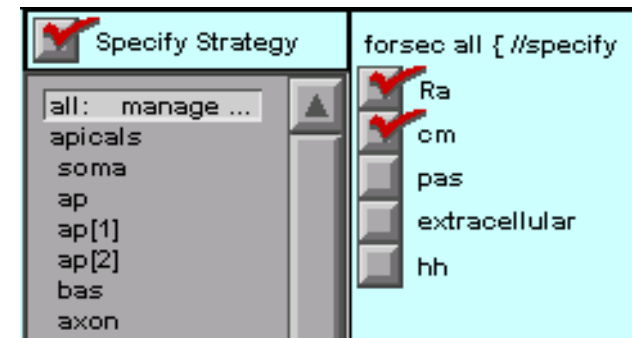 Specify Strategy
all: manage ...
apicals
soma
ap
ap[1]
ap[2]
bas
axon
forsec all { //specify
Ra
cm
pas
extracellular
hh